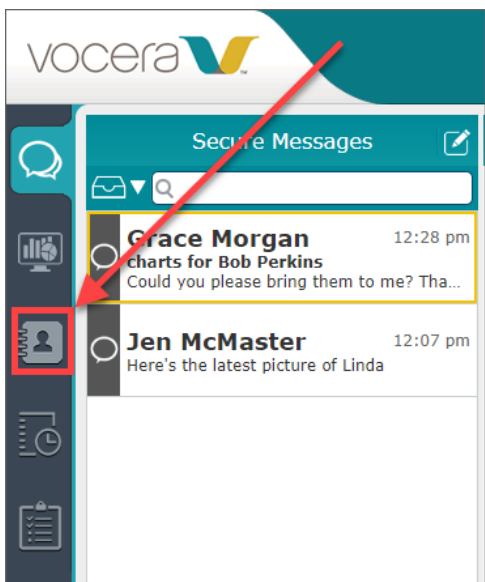 vocera
Secure Messages
Grace Morgan 12:28 pm
charts for Bob Perkins
Could you please bring them to me? Tha...
Jen McMaster 12:07 pm
Here's the latest picture of Linda